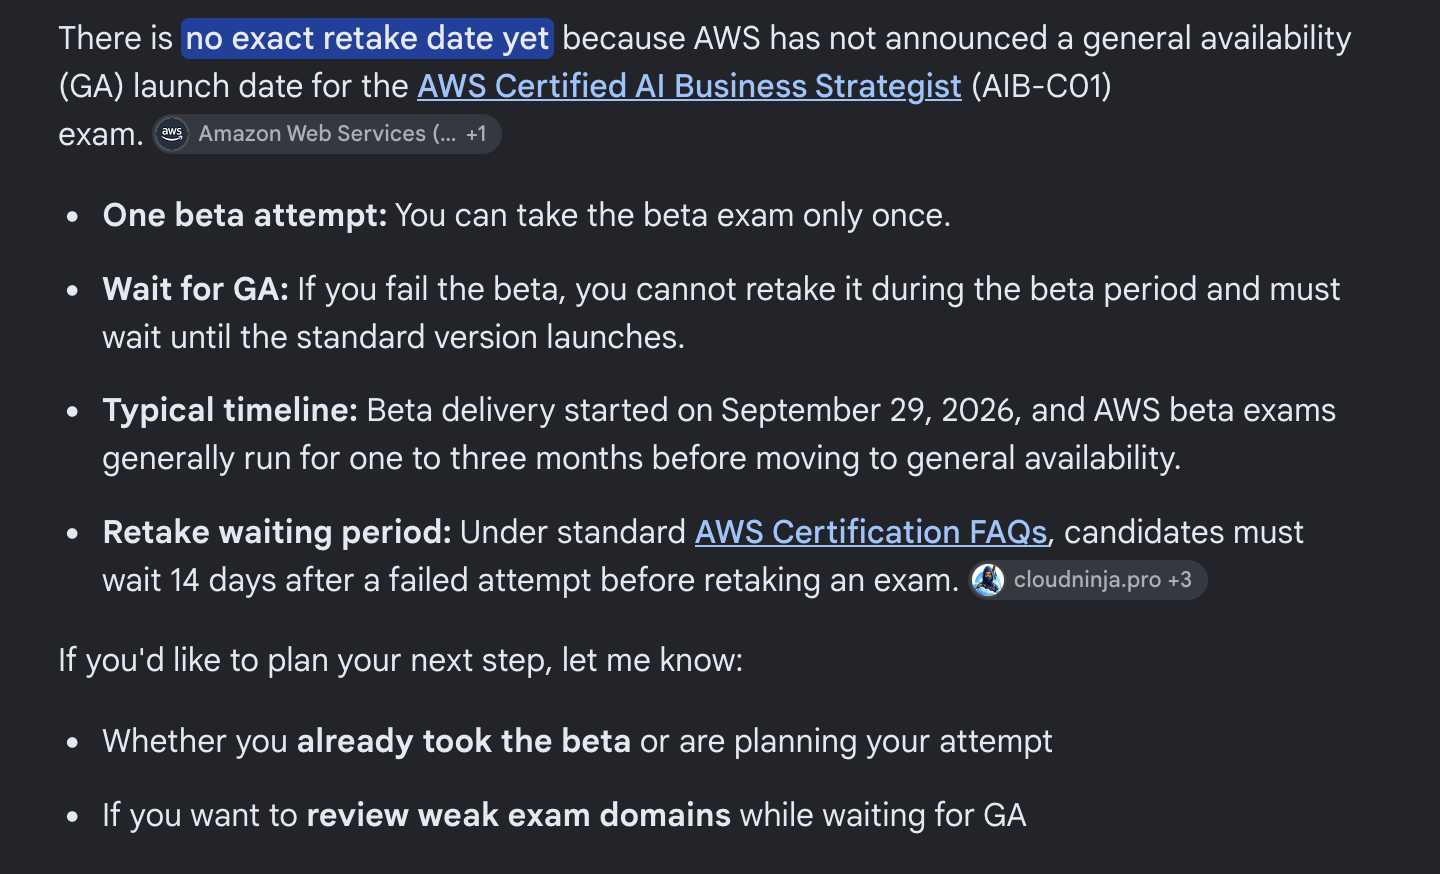 There is no exact retake date yet because AWS has not announced a general availability
(GA) launch date for the AWS Certified AI Business Strategist (AIB-C01)
exam. aws Amazon Web Services (... +1
• One beta attempt: You can take the beta exam only once.
• Wait for GA: If you fail the beta, you cannot retake it during the beta period and must
wait until the standard version launches.
• Typical timeline: Beta delivery started on September 29, 2026, and AWS beta exams
generally run for one to three months before moving to general availability.
• Retake waiting period: Under standard AWS Certification FAQs, candidates must
wait 14 days after a failed attempt before retaking an exam. cloudninja.pro +3
If you'd like to plan your next step, let me know:
• Whether you already took the beta or are planning your attempt
• If you want to review weak exam domains while waiting for GA